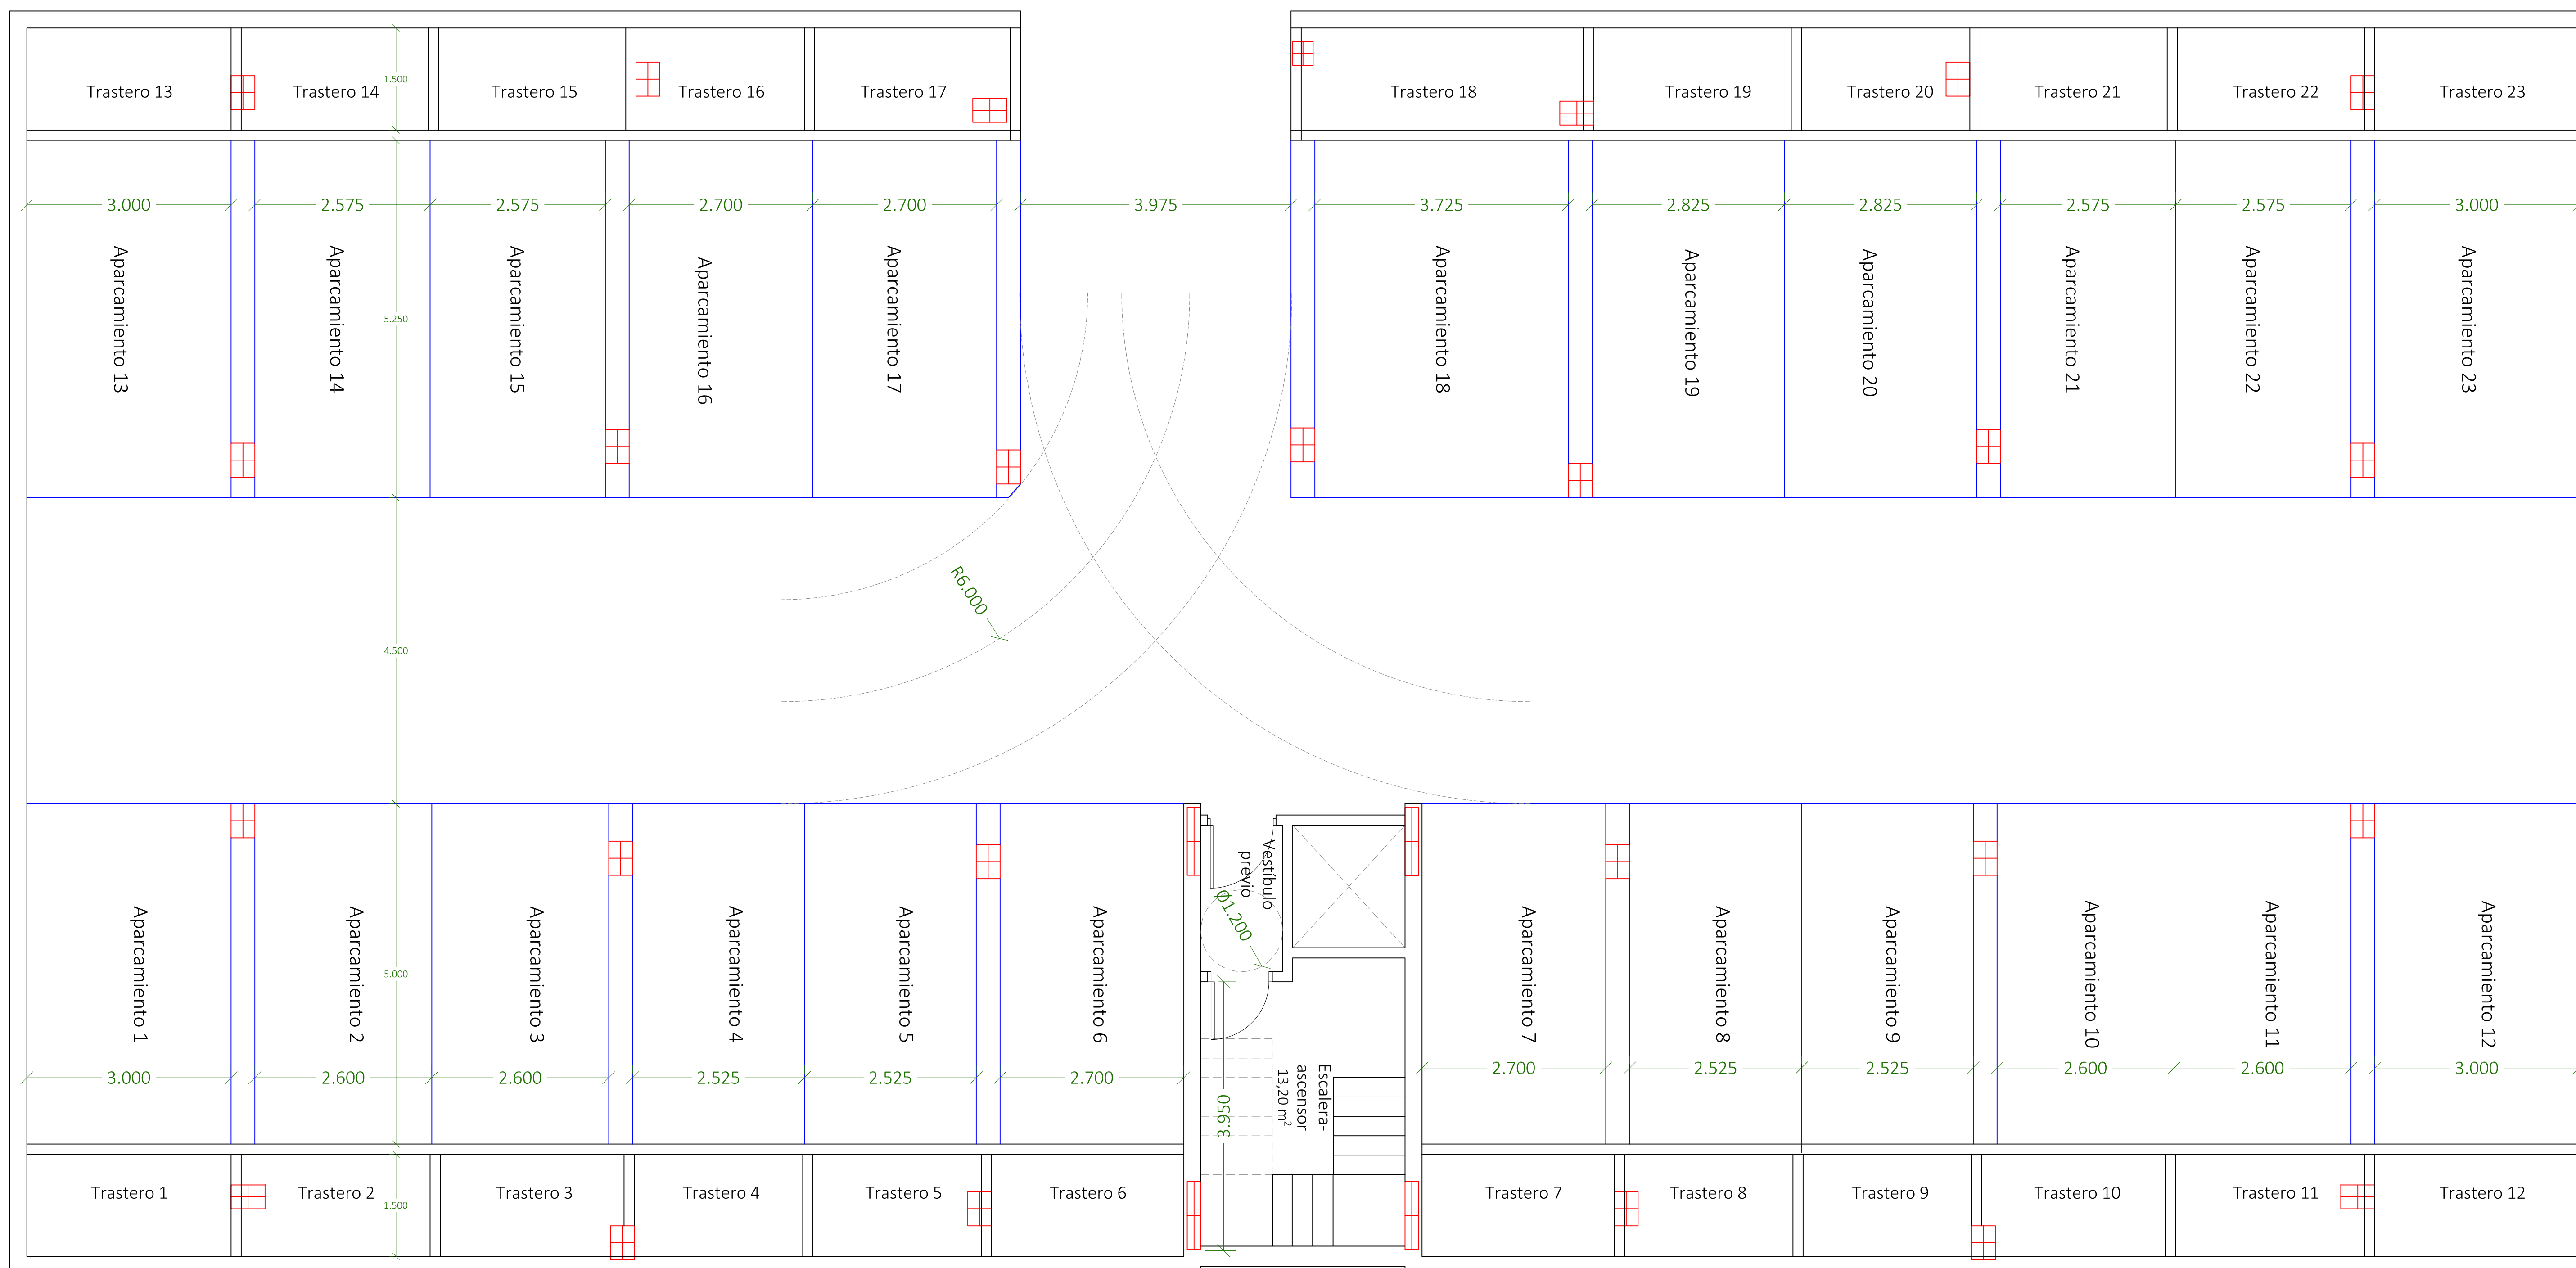 Trastero 13
Trastero 14
Trastero 15
Trastero 16
Trastero 17
Trastero 18
Trastero 19
Trastero 20
Trastero 21
Trastero 22
Trastero 23
1.500
3.000
2.575
2.575
2.700
2.700
3.975
3.725
2.825
2.825
2.575
2.575
3.000
Aparcamiento 13
Aparcamiento 14
Aparcamiento 15
Aparcamiento 16
Aparcamiento 17
Aparcamiento 18
Aparcamiento 19
Aparcamiento 20
Aparcamiento 21
Aparcamiento 22
Aparcamiento 23
5.250
R6.000
4.500
Vestíbulo
previo
Ø1.200
Aparcamiento 1
Aparcamiento 2
Aparcamiento 3
Aparcamiento 4
Aparcamiento 5
Aparcamiento 6
Aparcamiento 7
Aparcamiento 8
Aparcamiento 9
Aparcamiento 10
Aparcamiento 11
Aparcamiento 12
5.000
3.000
2.600
2.600
2.525
2.525
2.700
3.950
Escalera-
ascensor
13,20 m²
2.700
2.525
2.525
2.600
2.600
3.000
Trastero 1
Trastero 2
Trastero 3
Trastero 4
Trastero 5
Trastero 6
Trastero 7
Trastero 8
Trastero 9
Trastero 10
Trastero 11
Trastero 12
1.500